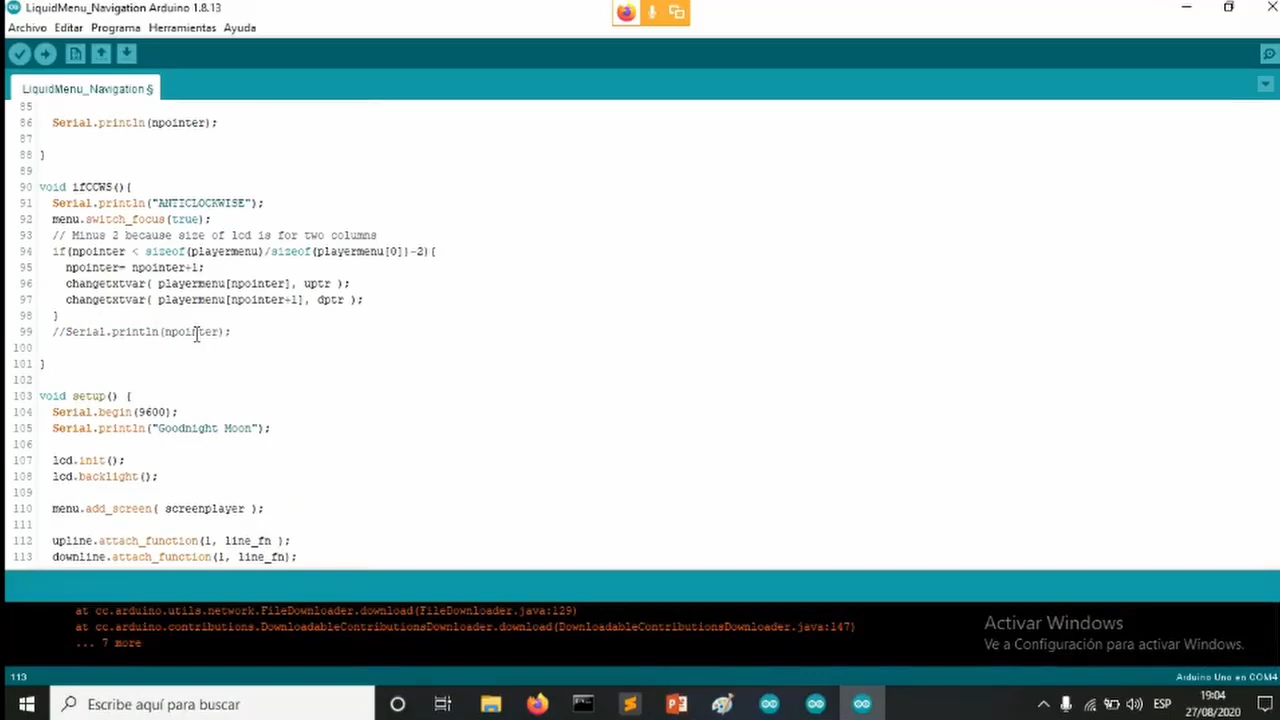 LiquidMenu_Navigation Arduino 1.8.13
Archivo Editar Programa Herramientas Ayuda
LiquidMenu_Navigation §
85
86 Serial.println(npointer);
87
88 }
89
90 void ifCCWS(){
91 Serial.println("ANTICLOCKWISE");
92 menu.switch_focus(true);
93 // Minus 2 because size of lcd is for two columns
94 if(npointer < sizeof(playermenu)/sizeof(playermenu[0])-2){
95 npointer= npointer+1;
96 changetxtvar( playermenu[npointer], uptr );
97 changetxtvar( playermenu[npointer+1], dptr );
98 }
99 //Serial.println(npointer);
100
101 }
102
103 void setup() {
104 Serial.begin(9600);
105 Serial.println("Goodnight Moon");
106
107 lcd.init();
108 lcd.backlight();
109
110 menu.add_screen( screenplayer );
111
112 upline.attach_function(1, line_fn );
113 downline.attach_function(1, line_fn);
at cc.arduino.utils.network.FileDownloader.download(FileDownloader.java:129)
at cc.arduino.contributions.DownloadableContributionsDownloader.download(DownloadableContributionsDownloader.java:147)
... 7 more
Activar Windows
Ve a Configuración para activar Windows.
113
Arduino Uno en COM4
Escribe aquí para buscar
ESP
19:04
27/08/2020